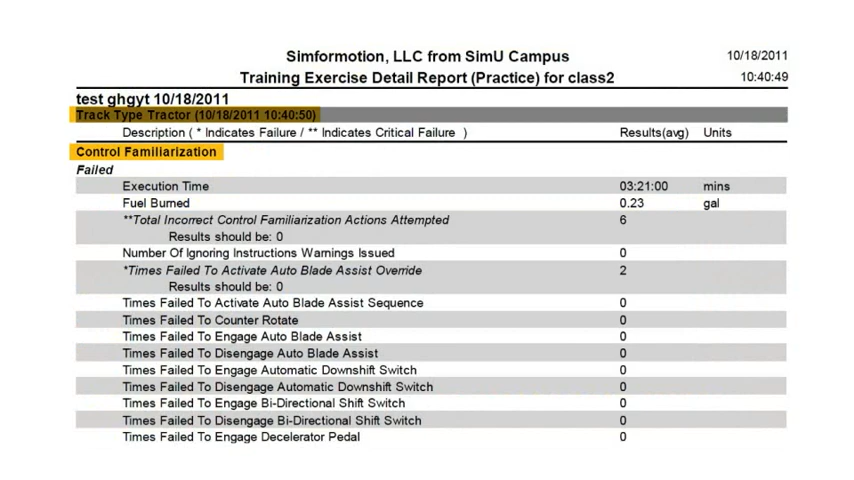 Simformotion, LLC from SimU Campus 10/18/2011
Training Exercise Detail Report (Practice) for class2 10:40:49
test ghgyt 10/18/2011
Track Type Tractor (10/18/2011 10:40:50)
Description ( * Indicates Failure / ** Indicates Critical Failure ) Results(avg) Units
Control Familiarization
Failed
Execution Time 03:21:00 mins
Fuel Burned 0.23 gal
**Total Incorrect Control Familiarization Actions Attempted 6
Results should be: 0
Number Of Ignoring Instructions Warnings Issued 0
*Times Failed To Activate Auto Blade Assist Override 2
Results should be: 0
Times Failed To Activate Auto Blade Assist Sequence 0
Times Failed To Counter Rotate 0
Times Failed To Engage Auto Blade Assist 0
Times Failed To Disengage Auto Blade Assist 0
Times Failed To Engage Automatic Downshift Switch 0
Times Failed To Disengage Automatic Downshift Switch 0
Times Failed To Engage Bi-Directional Shift Switch 0
Times Failed To Disengage Bi-Directional Shift Switch 0
Times Failed To Engage Decelerator Pedal 0